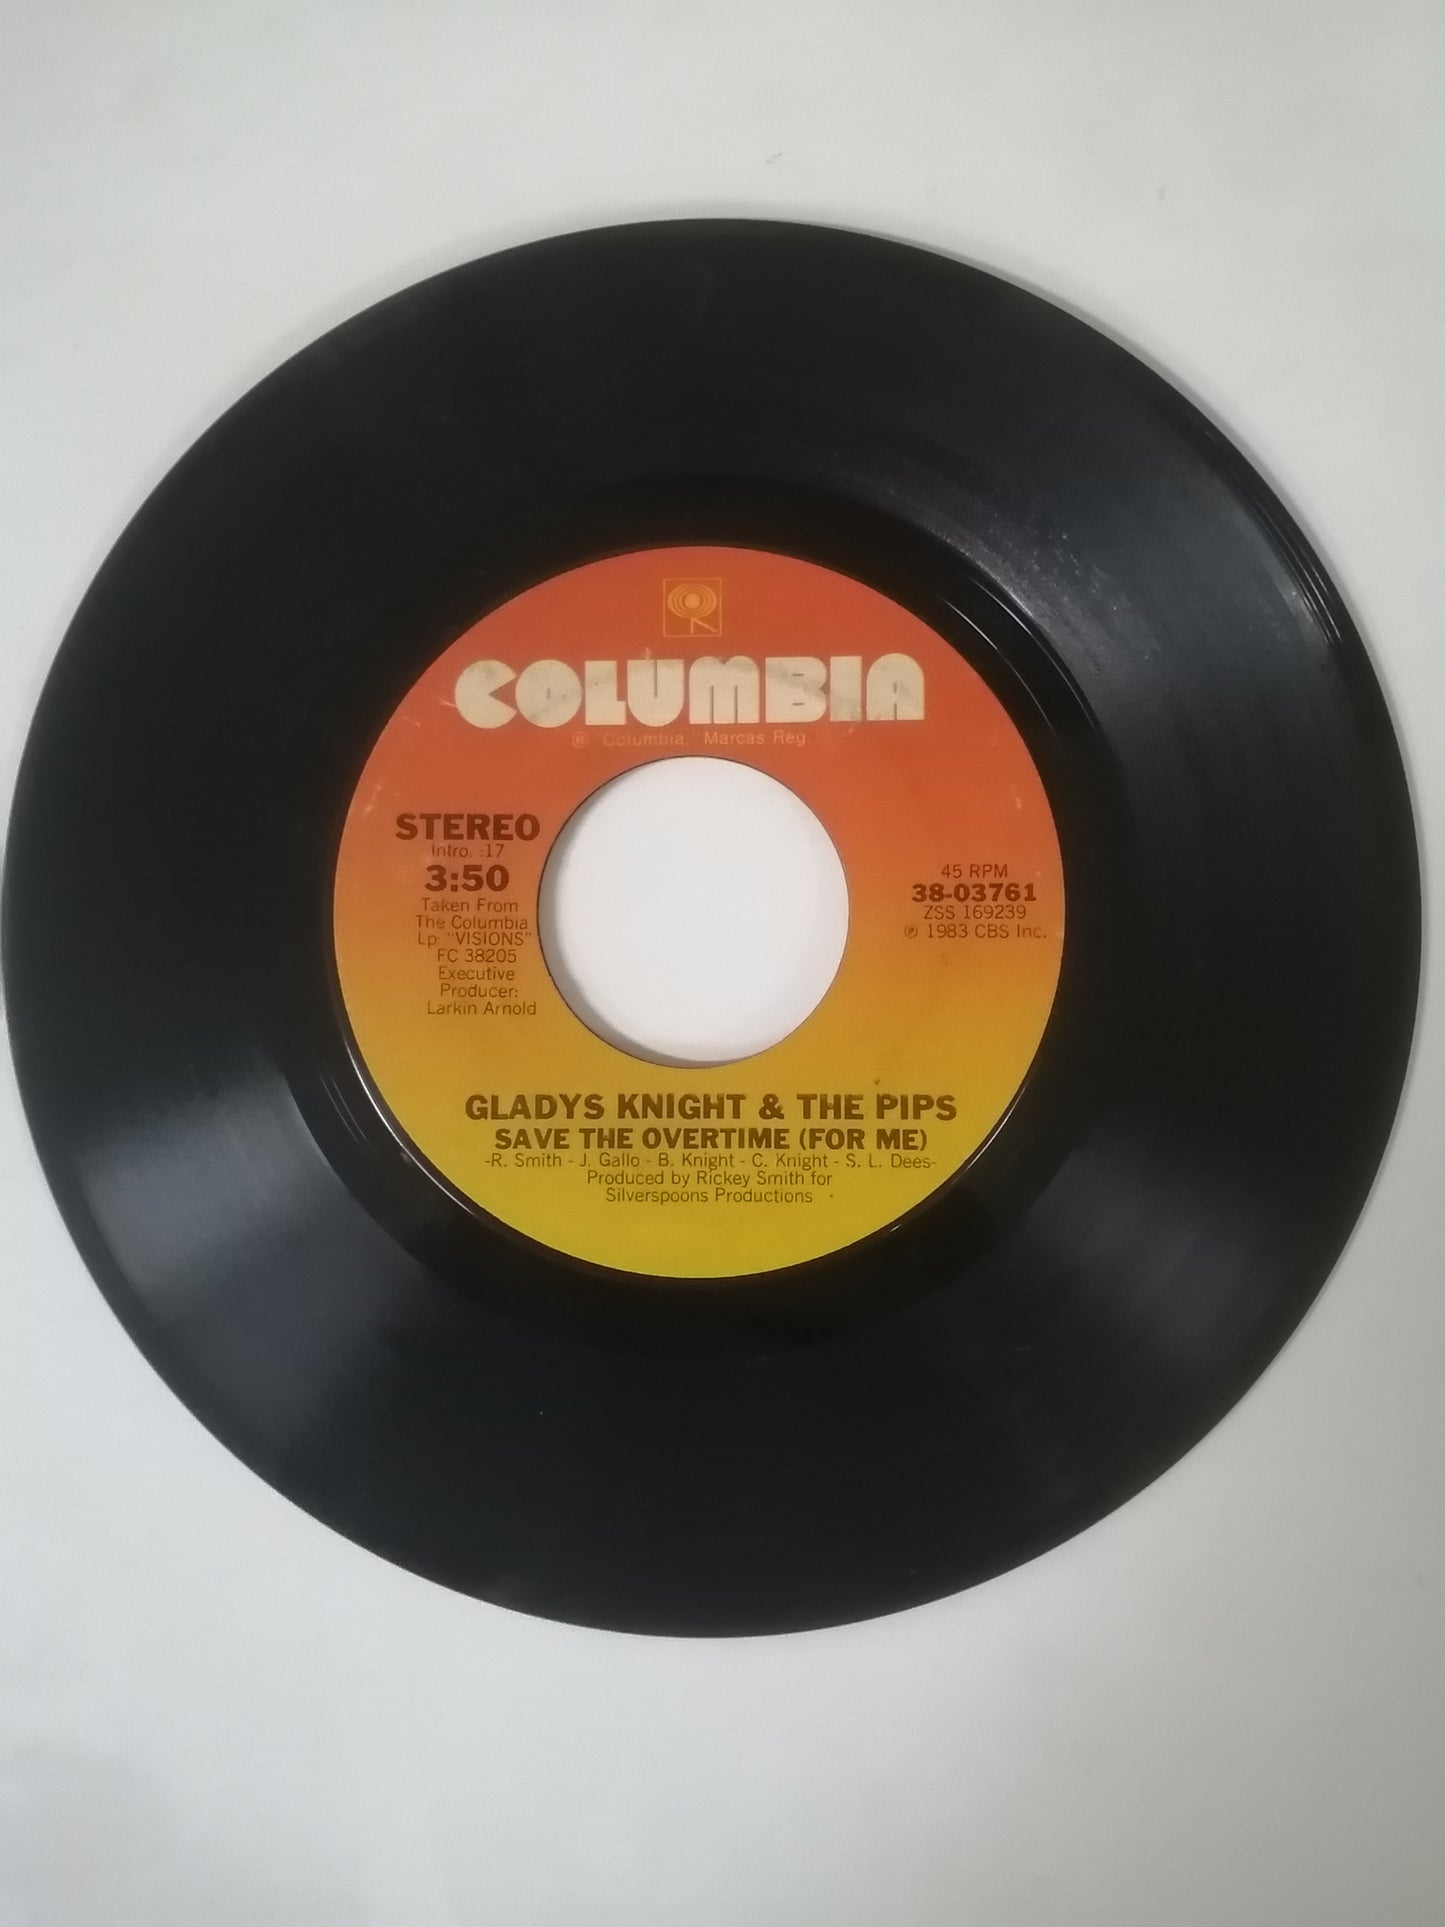 COLUMBIA
® "Columbia," Marcas Reg.
STEREO
Intro. :17
3:50
Taken From
The Columbia
Lp: "VISIONS"
FC 38205
Executive
Producer:
Larkin Arnold
45 RPM
38-03761
ZSS 169239
℗ 1983 CBS Inc.
GLADYS KNIGHT & THE PIPS
SAVE THE OVERTIME (FOR ME)
-R. Smith - J. Gallo - B. Knight - C. Knight - S. L. Dees-
Produced by Rickey Smith for
Silverspoons Productions